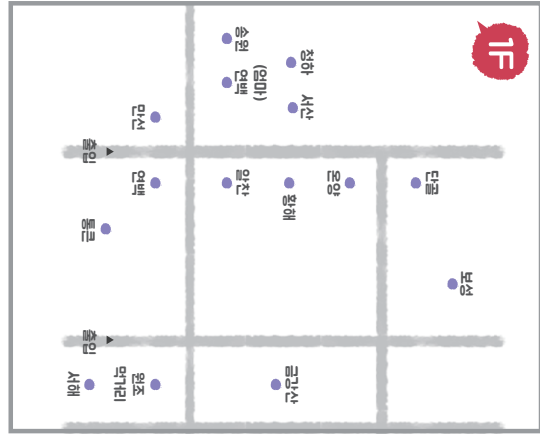 1F
단골
보성
온양
청하
서산
황해
금강산
송원
(엄마)
연백
알찬
만선
연백
원조
먹거리
출입
통큰
출입
서해